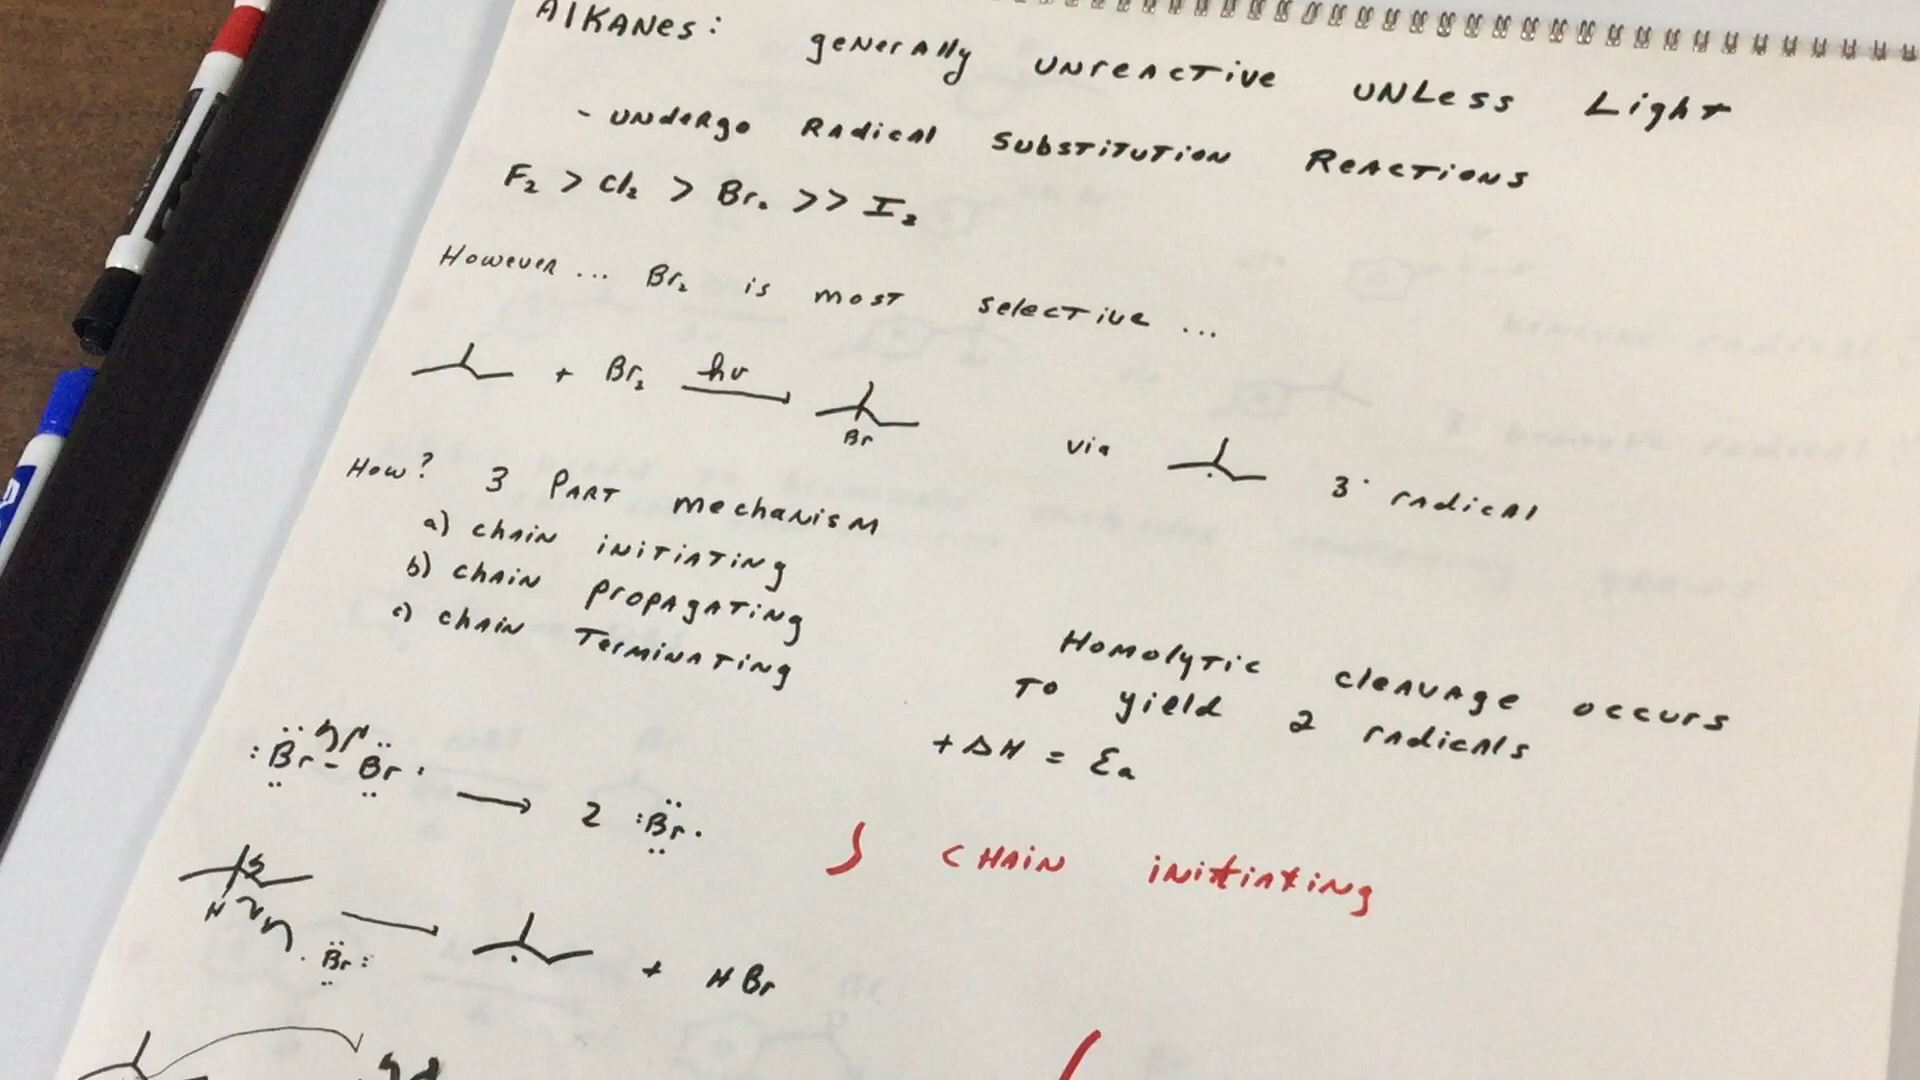 Alkanes: generally unreactive unless light
- undergo Radical Substitution Reactions
F₂ > Cl₂ > Br₂ >> I₂
However... Br₂ is most selective...
+ Br₂ hν Br via 3° radical
How? 3 Part mechanism
a) chain initiating
b) chain propagating
c) chain Terminating
Homolytic cleavage occurs
To yield 2 radicals
+ΔH = Ea
:Br - Br: → 2 :Br·
) CHAIN initiating
H · Br: → + HBr